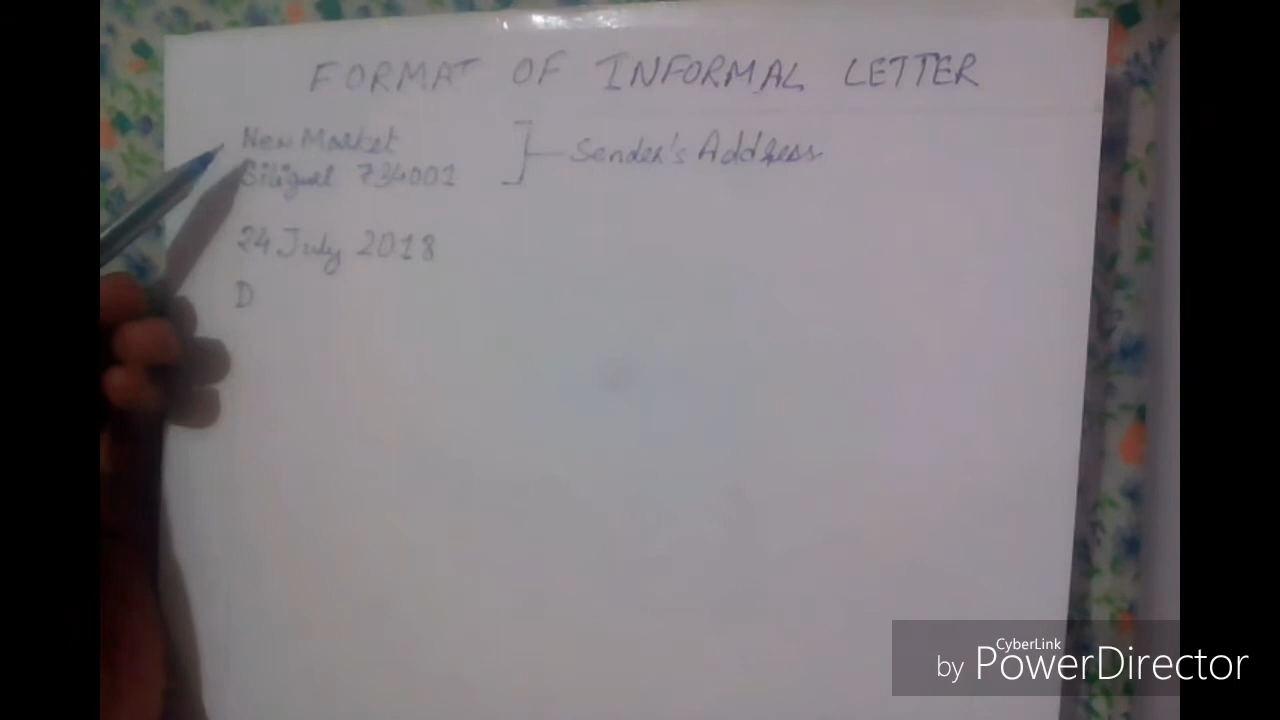 FORMAT OF INFORMAL LETTER
New Market
Siliguri 734001
Sender's Address
24 July 2018
D
CyberLink
by PowerDirector